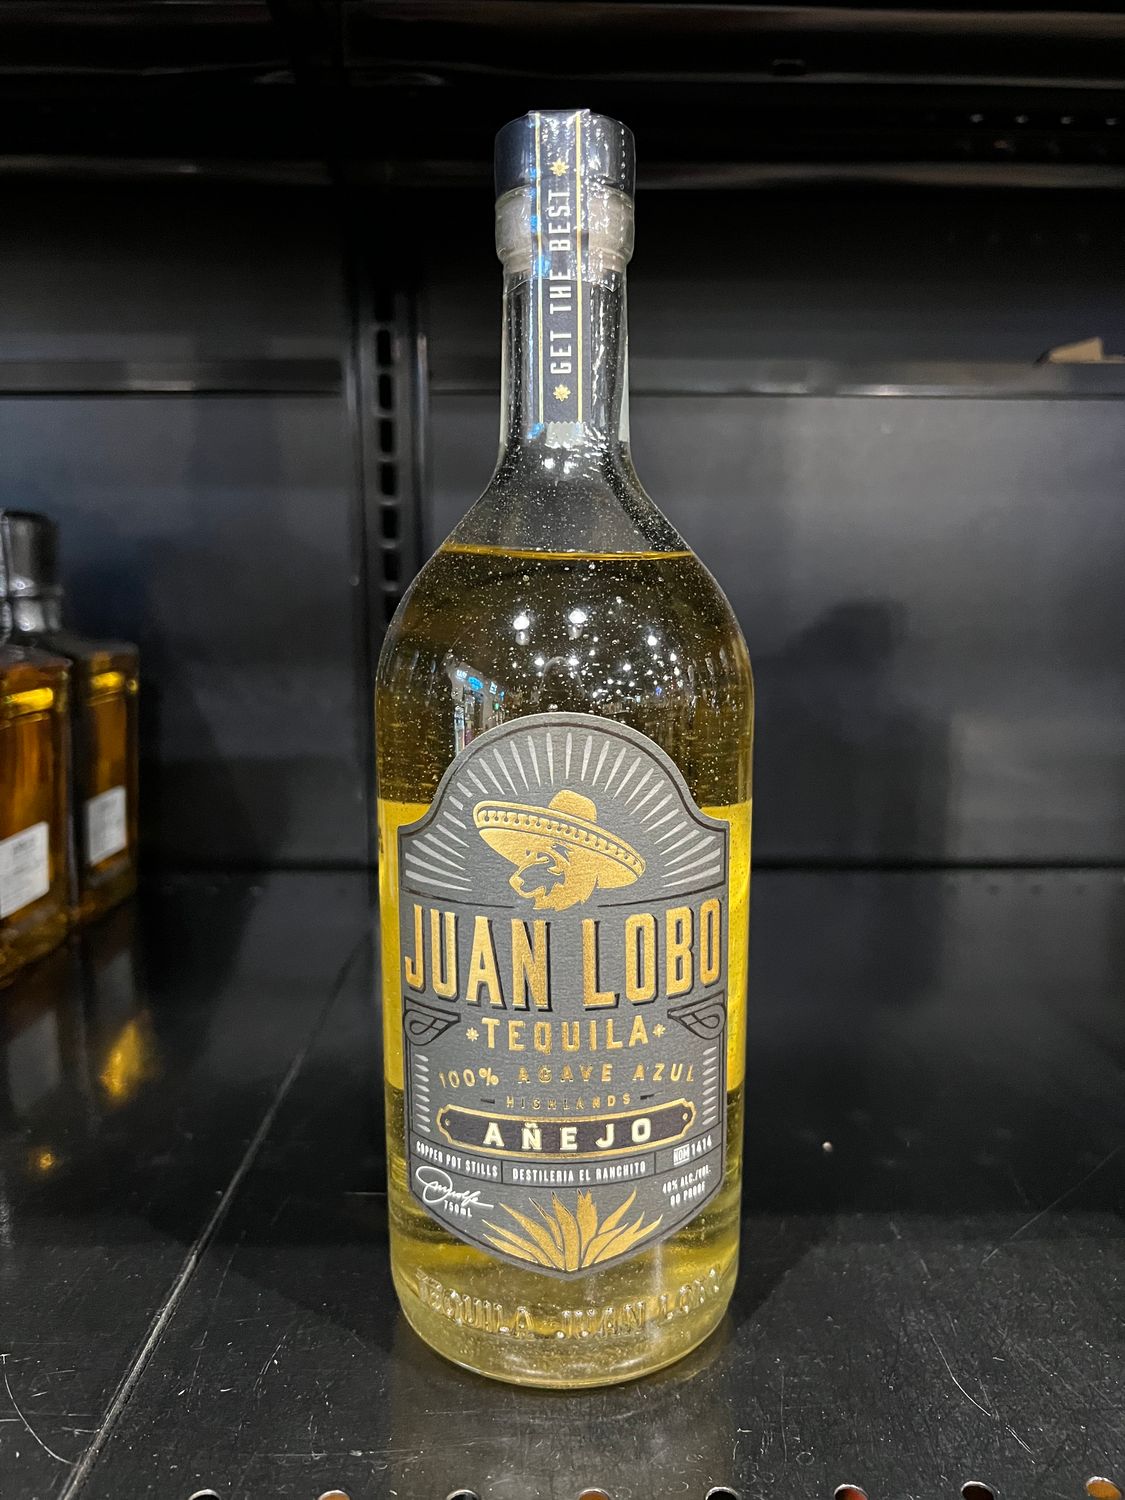 GET THE BEST
JUAN LOBO
TEQUILA
100% AGAVE AZUL
HIGHLANDS
AÑEJO
COPPER POT STILLS
DESTILERIA EL RANCHITO
NOM 1414
750mL
40% ALC./VOL.
80 PROOF
TEQUILA JUAN LOBO